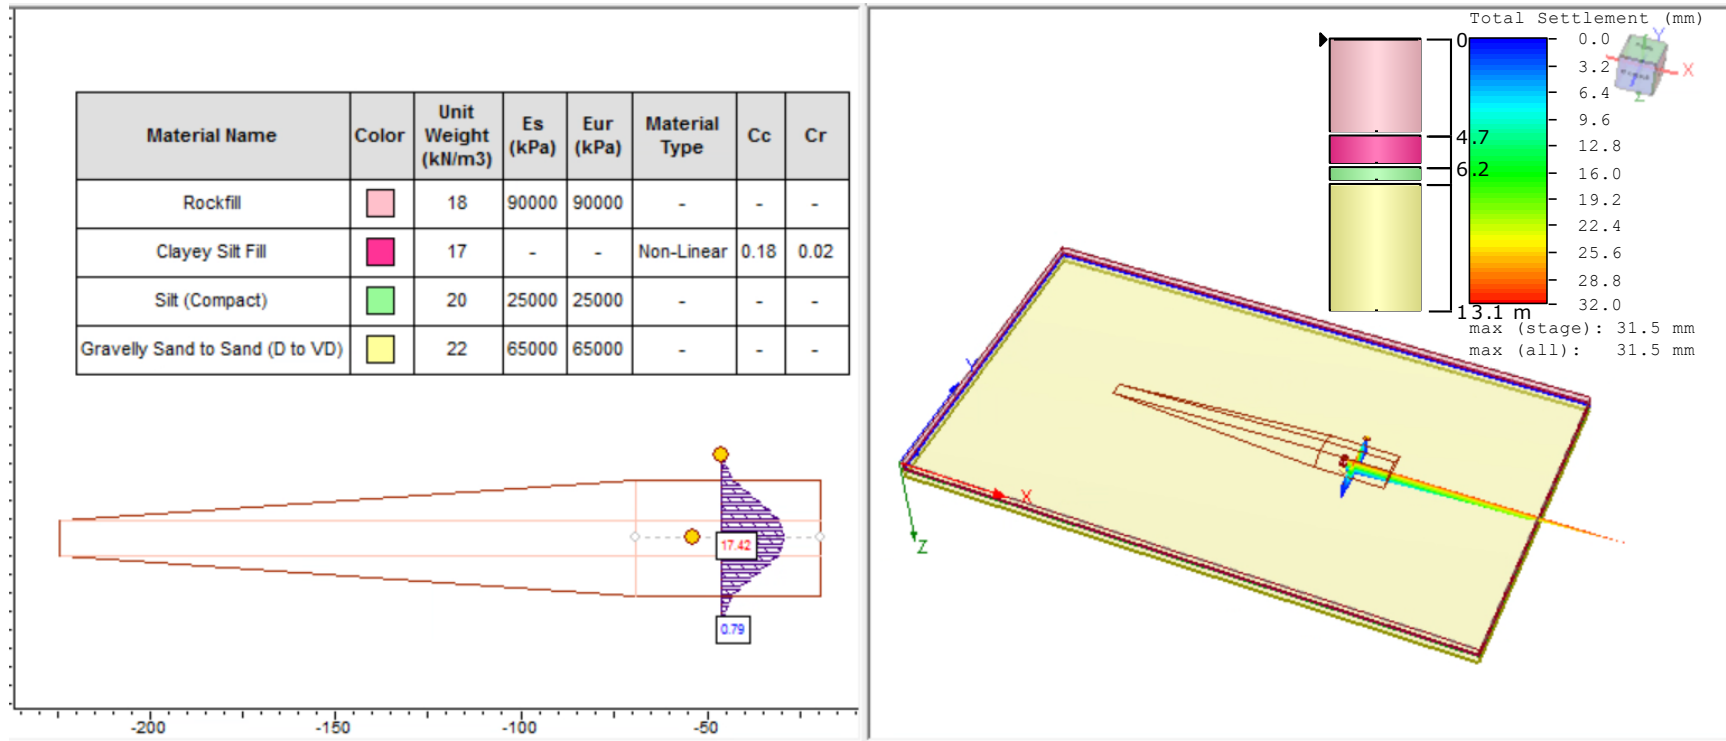 Material Name Color Unit Weight (kN/m3) Es (kPa) Eur (kPa) Material Type Cc Cr
Rockfill 18 90000 90000 - - -
Clayey Silt Fill 17 - - Non-Linear 0.18 0.02
Silt (Compact) 20 25000 25000 - - -
Gravelly Sand to Sand (D to VD) 22 65000 65000 - - -
17.42
0.79
-200 -150 -100 -50
Total Settlement (mm)
0.0
3.2
6.4
9.6
12.8
16.0
19.2
22.4
25.6
28.8
32.0
max (stage): 31.5 mm
max (all): 31.5 mm
0
4.7
6.2
13.1 m
Y
X
Z
Y
X
Z